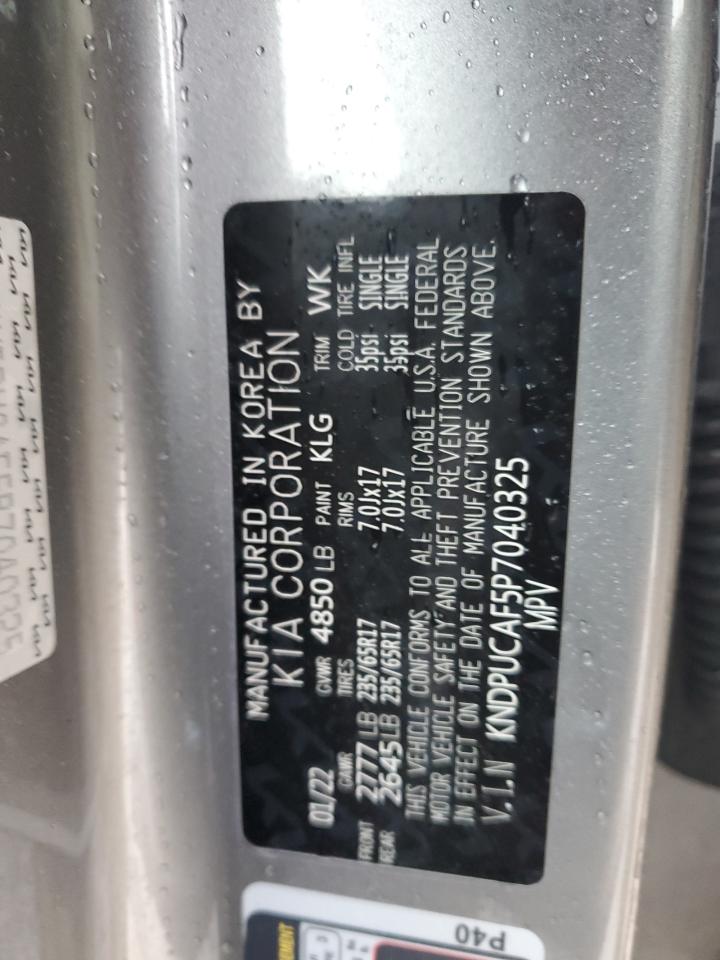 MANUFACTURED IN KOREA BY
KIA CORPORATION
01/22 GVWR 4850 LB PAINT KLG TRIM WK
GAWR TIRES RIMS COLD TIRE INFL
FRONT 2777 LB 235/65R17 7.0Jx17 35psi SINGLE
REAR 2645 LB 235/65R17 7.0Jx17 35psi SINGLE
THIS VEHICLE CONFORMS TO ALL APPLICABLE U.S.A. FEDERAL
MOTOR VEHICLE SAFETY AND THEFT PREVENTION STANDARDS
IN EFFECT ON THE DATE OF MANUFACTURE SHOWN ABOVE.
V.I.N KNDPUCAF5P7040325
MPV
P40